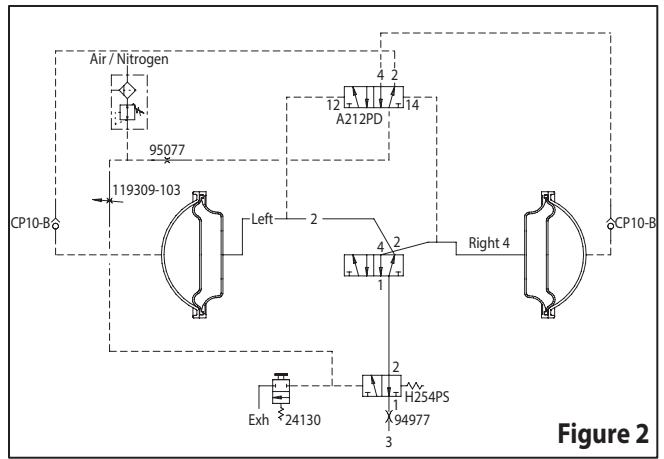 Air / Nitrogen
4 2
12 14
A212PD
95077
119309-103
CP10-B
CP10-B
Left 2
4 2
Right 4
1
2
H254PS
1
Exh 24130
94977
3
Figure 2